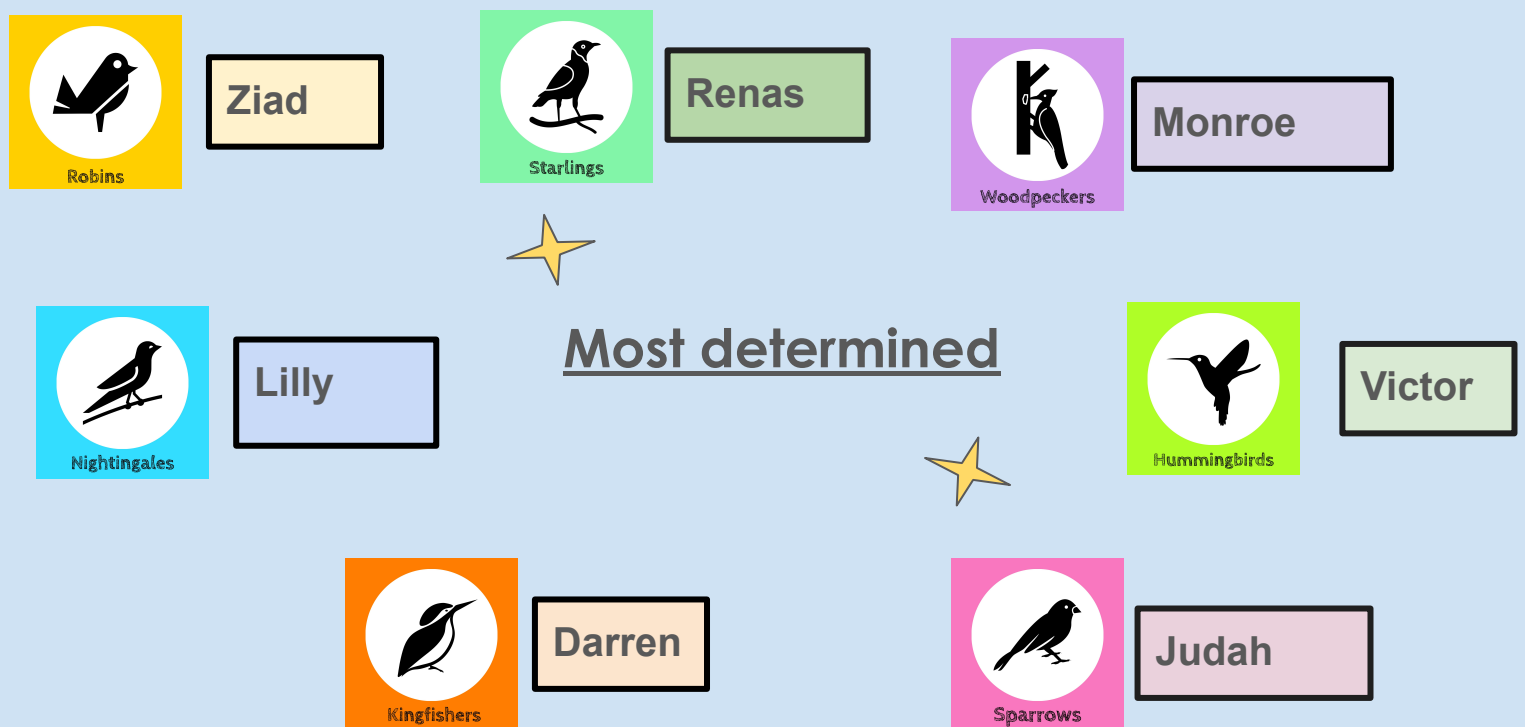 Ziad
Robins
Renas
Starlings
Monroe
Woodpeckers
Most determined
Lilly
Nightingales
Victor
Hummingbirds
Darren
Kingfishers
Judah
Sparrows